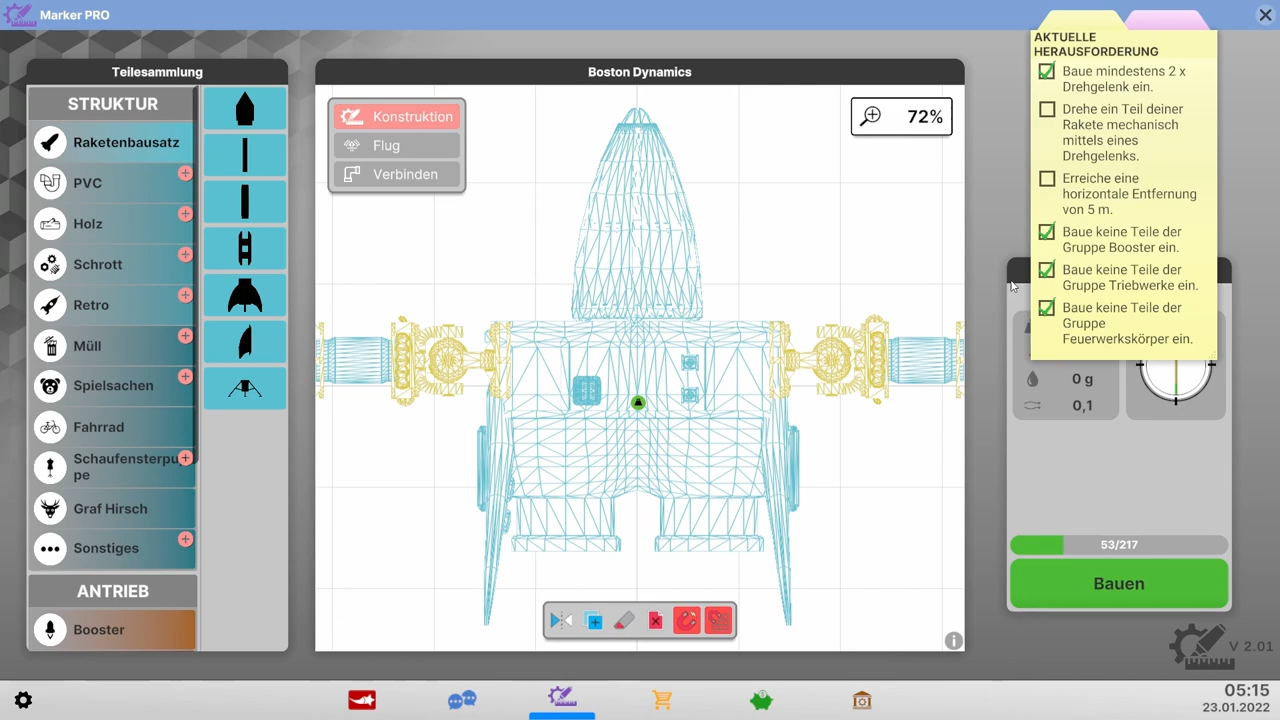 Marker PRO
Teilesammlung
STRUKTUR
Raketenbausatz
PVC
Holz
Schrott
Retro
Müll
Spielsachen
Fahrrad
Schaufensterpup
pe
Graf Hirsch
Sonstiges
ANTRIEB
Booster
Boston Dynamics
Konstruktion
Flug
Verbinden
72%
AKTUELLE
HERAUSFORDERUNG
Baue mindestens 2 x
Drehgelenk ein.
Drehe ein Teil deiner
Rakete mechanisch
mittels eines
Drehgelenks.
Erreiche eine
horizontale Entfernung
von 5 m.
Baue keine Teile der
Gruppe Booster ein.
Baue keine Teile der
Gruppe Triebwerke ein.
Baue keine Teile der
Gruppe
Feuerwerkskörper ein.
0 g
0,1
53/217
Bauen
V 2.01
05:15
23.01.2022